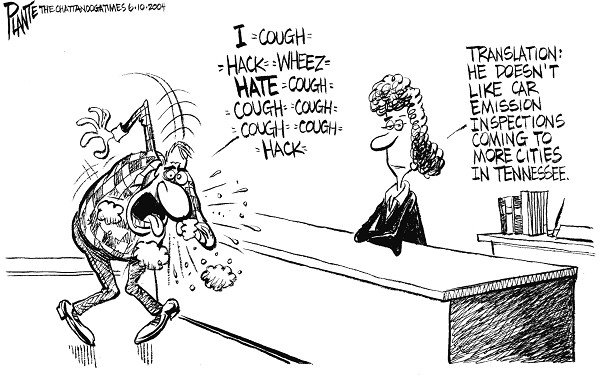 PLANTE THE CHATTANOOGA TIMES 6-10-2004
I =COUGH=
=HACK= =WHEEZ=
HATE =COUGH=
COUGH= =COUGH=
=COUGH =COUGH=
=HACK
TRANSLATION:
HE DOESN'T
LIKE CAR
EMISSION
INSPECTIONS
COMING TO
MORE CITIES
IN TENNESSEE.